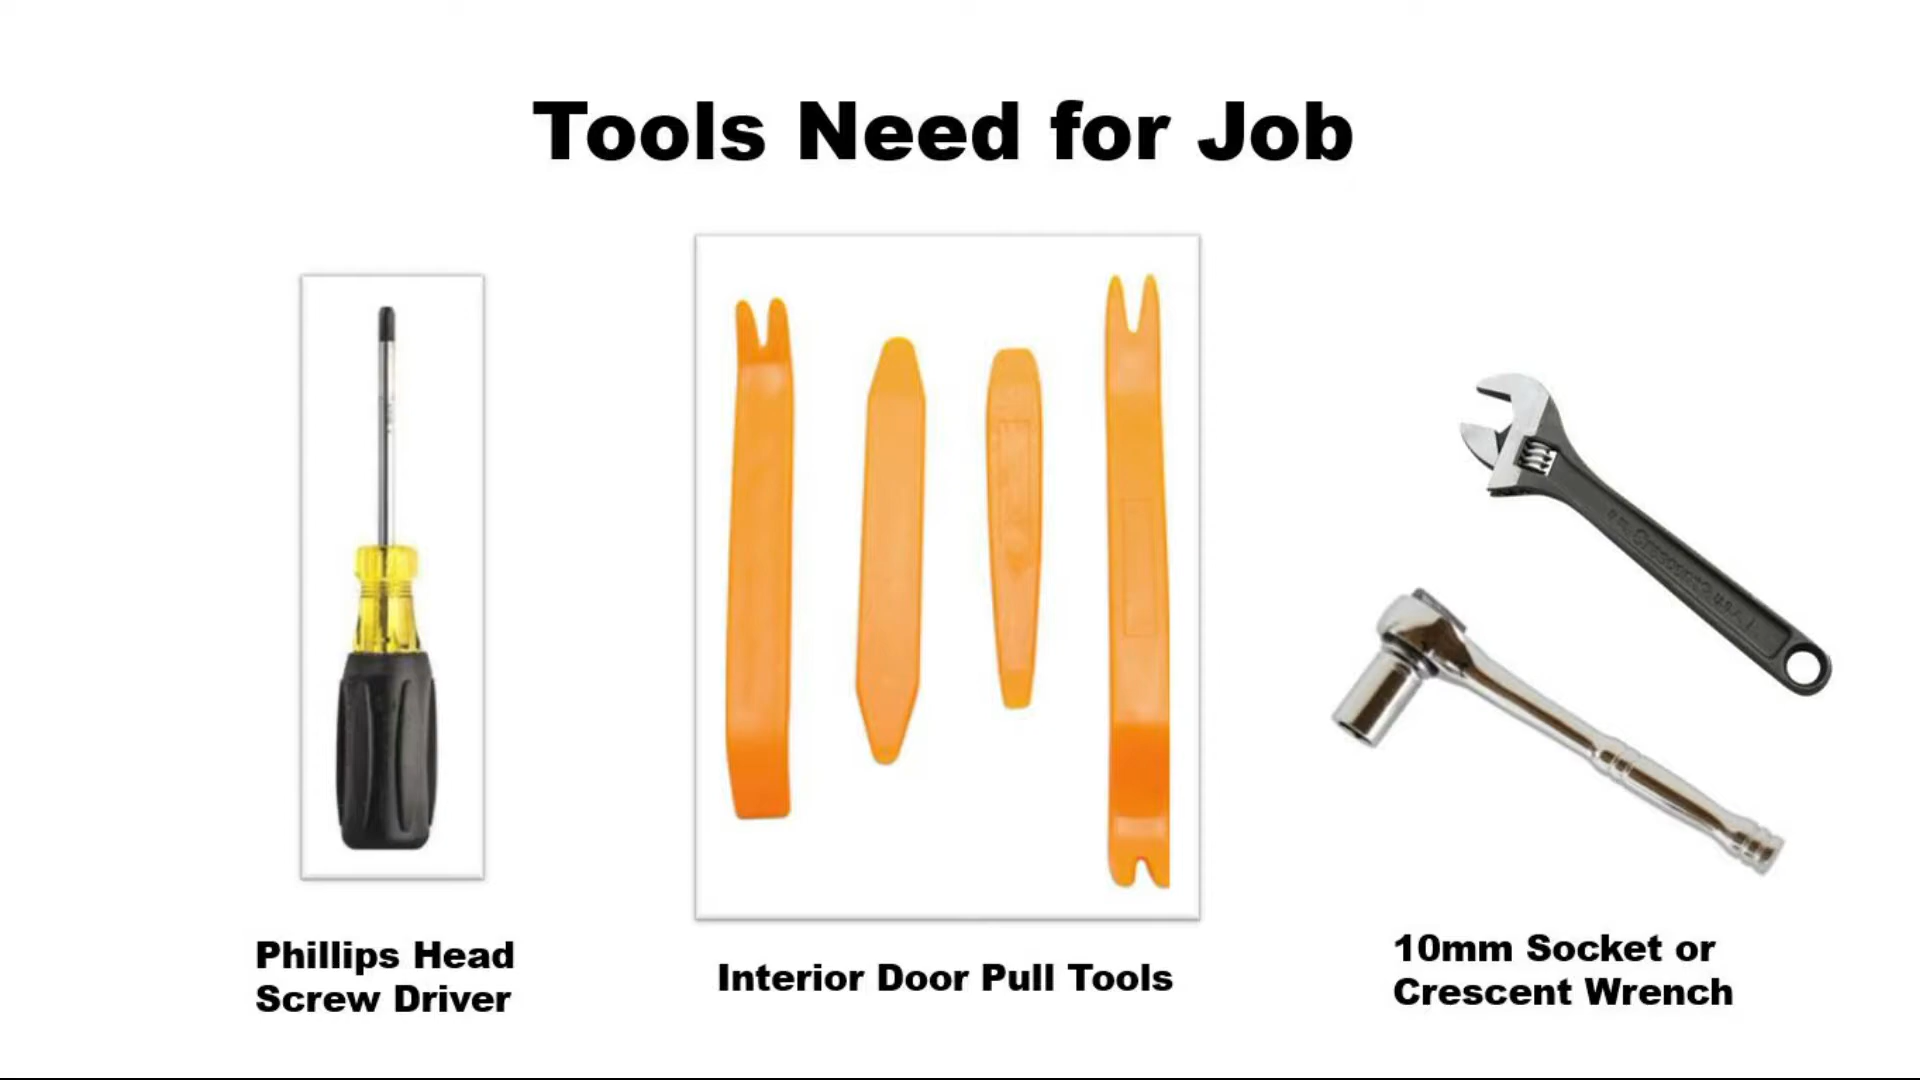 Tools Need for Job
Phillips Head
Screw Driver
Interior Door Pull Tools
10mm Socket or
Crescent Wrench